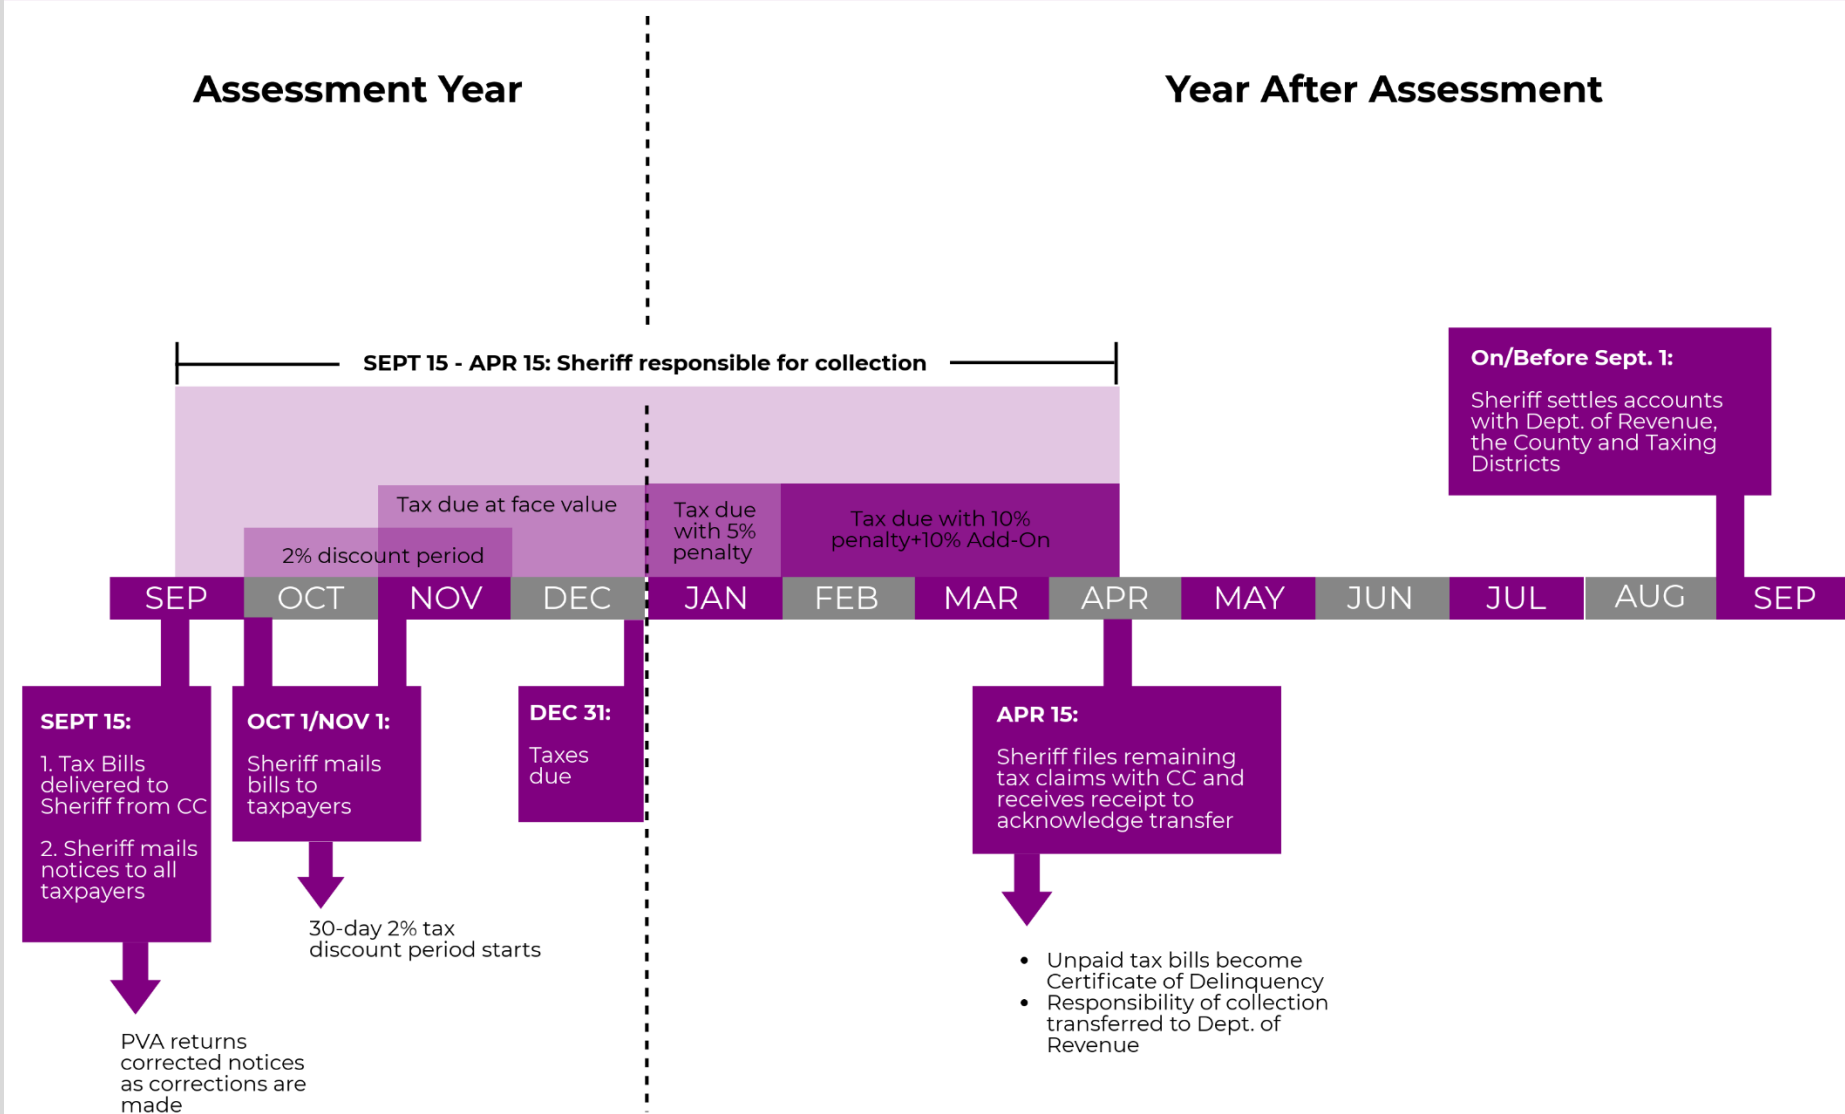 Assessment Year
Year After Assessment
SEPT 15 - APR 15: Sheriff responsible for collection
On/Before Sept. 1:
Sheriff settles accounts
with Dept. of Revenue,
the County and Taxing
Districts
Tax due at face value
2% discount period
Tax due
with 5%
penalty
Tax due with 10%
penalty+10% Add-On
SEP
OCT
NOV
DEC
JAN
FEB
MAR
APR
MAY
JUN
JUL
AUG
SEP
SEPT 15:
1. Tax Bills
delivered to
Sheriff from CC
2. Sheriff mails
notices to all
taxpayers
PVA returns
corrected notices
as corrections are
made
OCT 1/NOV 1:
Sheriff mails
bills to
taxpayers
30-day 2% tax
discount period starts
DEC 31:
Taxes
due
APR 15:
Sheriff files remaining
tax claims with CC and
receives receipt to
acknowledge transfer
• Unpaid tax bills become
Certificate of Delinquency
• Responsibility of collection
transferred to Dept. of
Revenue